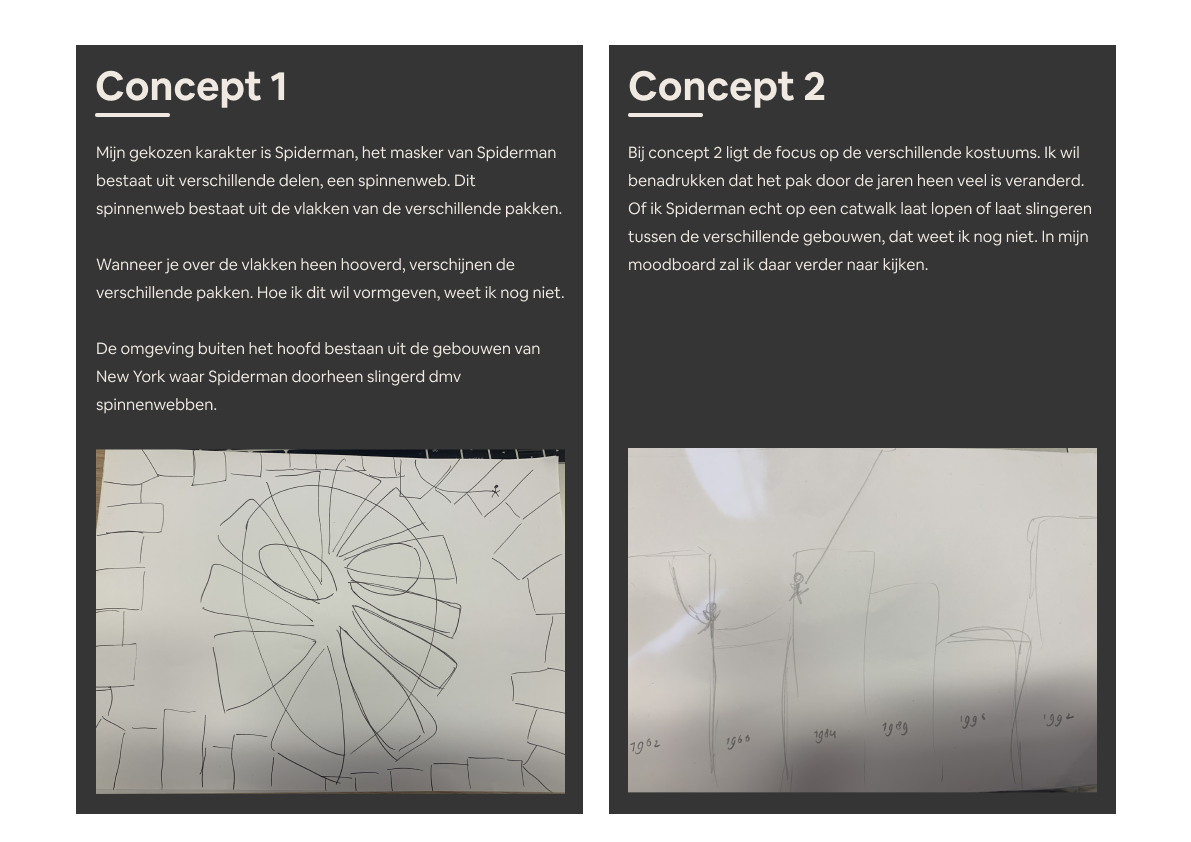 Concept 1
Mijn gekozen karakter is Spiderman, het masker van Spiderman
bestaat uit verschillende delen, een spinnenweb. Dit
spinnenweb bestaat uit de vlakken van de verschillende pakken.
Wanneer je over de vlakken heen hooverd, verschijnen de
verschillende pakken. Hoe ik dit wil vormgeven, weet ik nog niet.
De omgeving buiten het hoofd bestaan uit de gebouwen van
New York waar Spiderman doorheen slingerd dmv
spinnenwebben.
Concept 2
Bij concept 2 ligt de focus op de verschillende kostuums. Ik wil
benadrukken dat het pak door de jaren heen veel is veranderd.
Of ik Spiderman echt op een catwalk laat lopen of laat slingeren
tussen de verschillende gebouwen, dat weet ik nog niet. In mijn
moodboard zal ik daar verder naar kijken.
1962
1966
1984
1989
1992